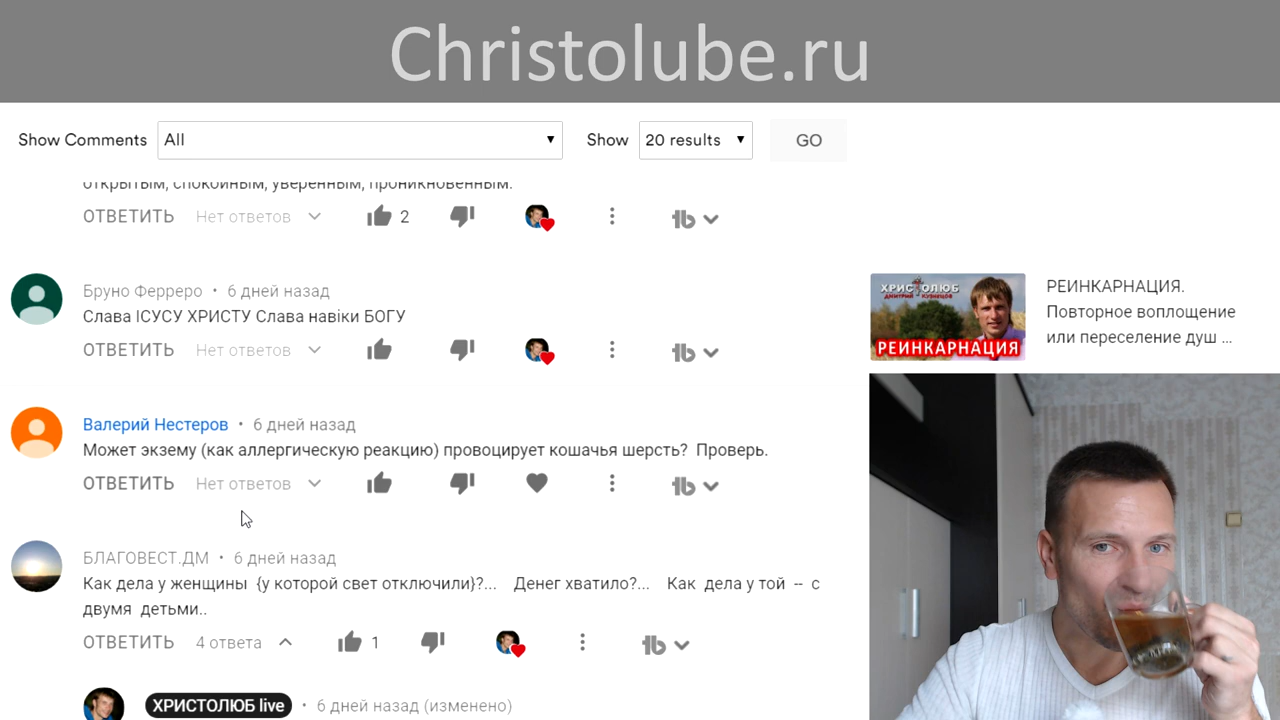 Christolube.ru
Show Comments All Show 20 results GO
открытым, спокойным, уверенным, проникновенным.
ОТВЕТИТЬ Нет ответов 2
Бруно Ферреро • 6 дней назад
Слава ІСУСУ ХРИСТУ Слава навіки БОГУ
ОТВЕТИТЬ Нет ответов
ХРИСТОЛЮБ
ДМИТРИЙ КУЗНЕЦОВ
РЕИНКАРНАЦИЯ
РЕИНКАРНАЦИЯ.
Повторное воплощение
или переселение душ ...
Валерий Нестеров • 6 дней назад
Может экзему (как аллергическую реакцию) провоцирует кошачья шерсть? Проверь.
ОТВЕТИТЬ Нет ответов
БЛАГОВЕСТ.ДМ • 6 дней назад
Как дела у женщины {у которой свет отключили}?... Денег хватило?... Как дела у той -- с
двумя детьми..
ОТВЕТИТЬ 4 ответа 1
ХРИСТОЛЮБ live • 6 дней назад (изменено)